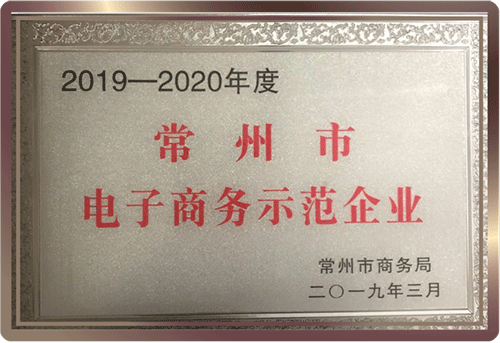 2019—2020年度
常州市
电子商务示范企业
常州市商务局
二〇一九年三月